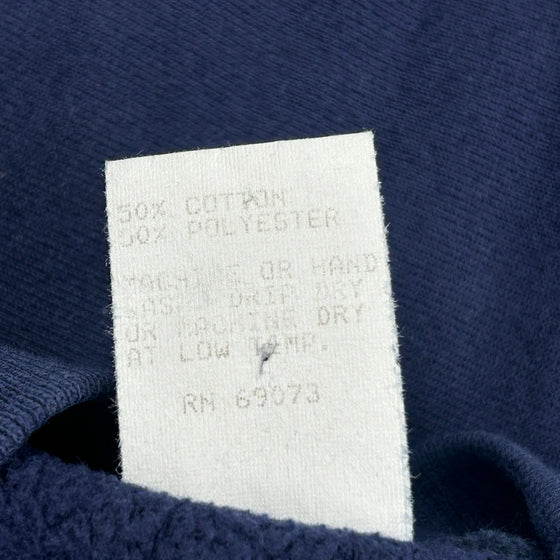 50% COTTON
50% POLYESTER
MACHINE OR HAND
WASH DRIP DRY
OR MACHINE DRY
AT LOW TEMP.
RN 69073